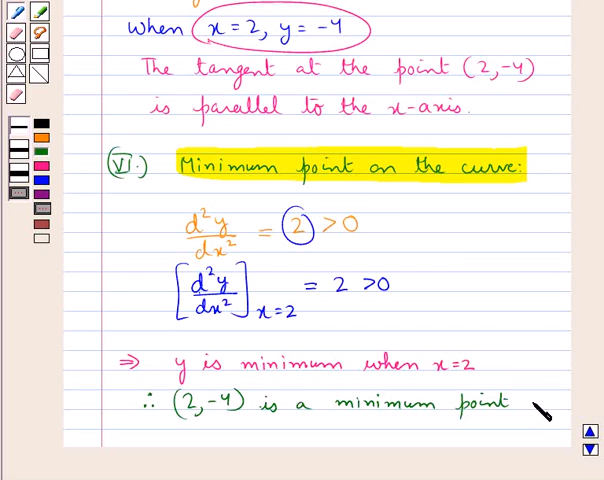 when x = 2, y = -4
The tangent at the point (2, -4)
is parallel to the x-axis.
(VI.) Minimum point on the curve:
d²y/dx² = 2 > 0
[d²y/dx²]ₓ₌₂ = 2 > 0
⇒ y is minimum when x=2
∴ (2, -4) is a minimum point